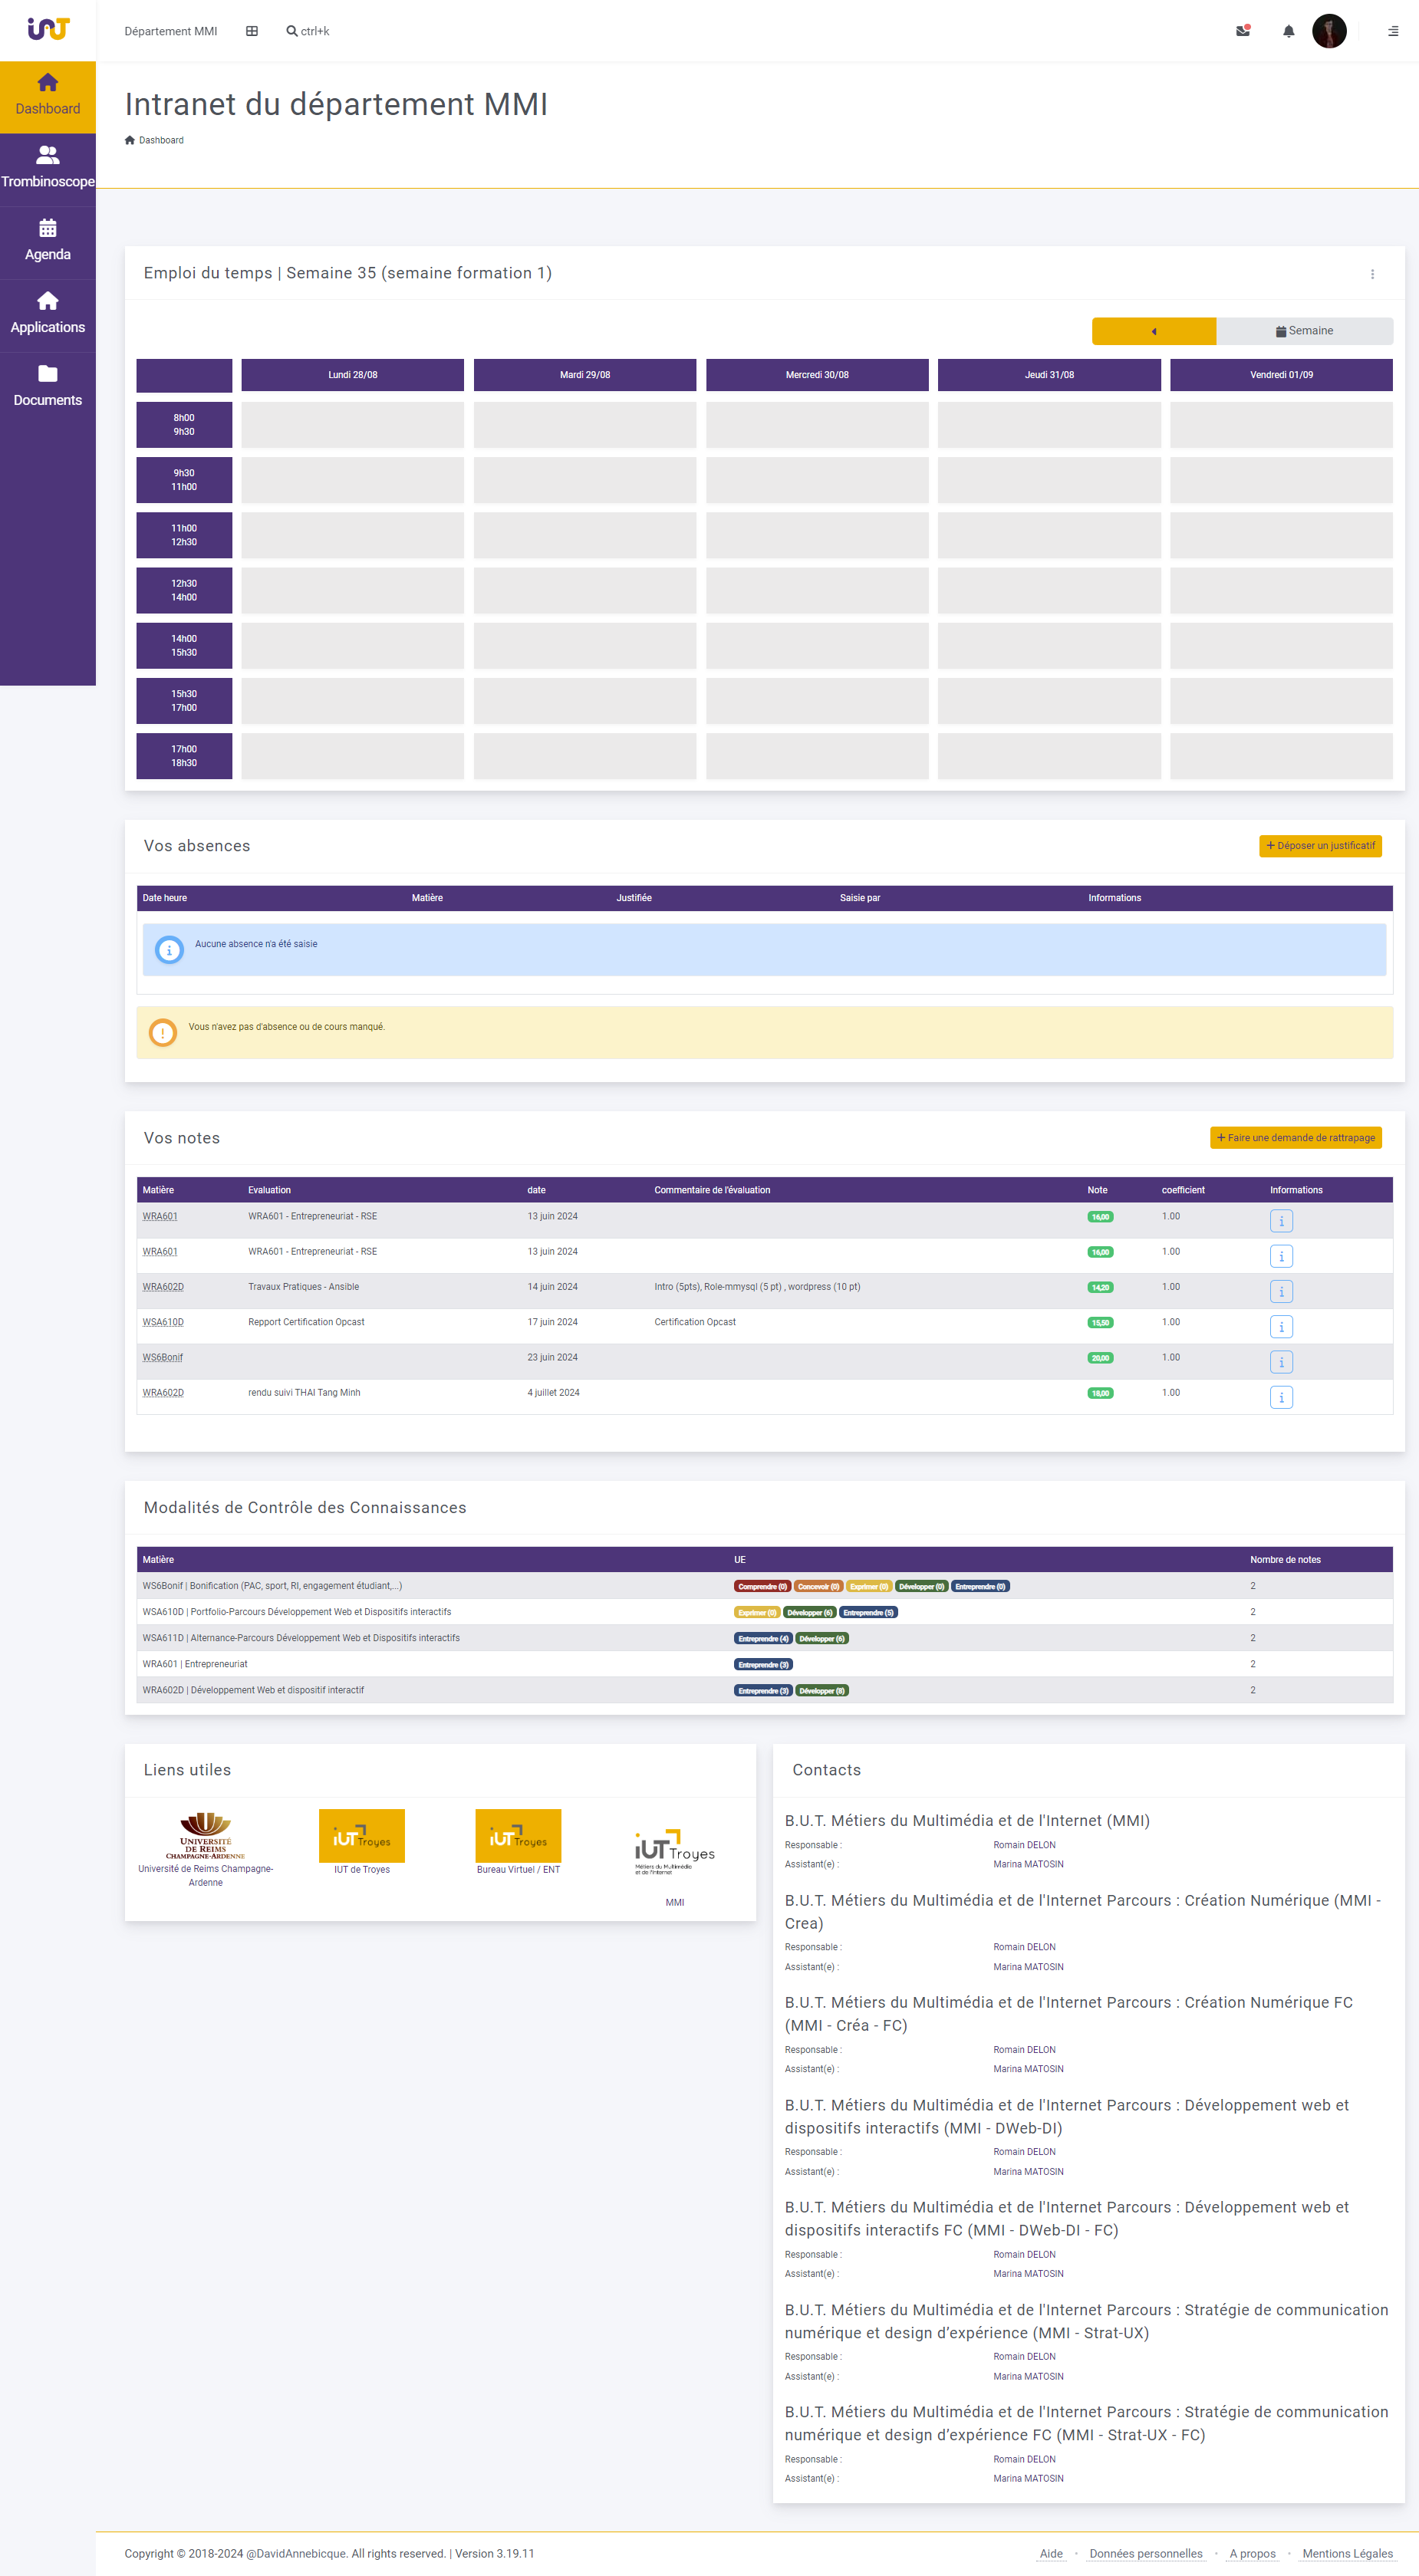 Département MMI
ctrl+k
Dashboard
Trombinoscope
Agenda
Applications
Documents
Intranet du département MMI
Dashboard
Emploi du temps | Semaine 35 (semaine formation 1)
Semaine
Lundi 28/08 Mardi 29/08 Mercredi 30/08 Jeudi 31/08 Vendredi 01/09
8h00
9h30
9h30
11h00
11h00
12h30
12h30
14h00
14h00
15h30
15h30
17h00
17h00
18h30
Vos absences
+ Déposer un justificatif
Date heure Matière Justifiée Saisie par Informations
Aucune absence n'a été saisie
Vous n'avez pas d'absence ou de cours manqué.
Vos notes
+ Faire une demande de rattrapage
Matière Evaluation date Commentaire de l'évaluation Note coefficient Informations
WRA601 WRA601 - Entrepreneuriat - RSE 13 juin 2024 16,00 1.00
WRA601 WRA601 - Entrepreneuriat - RSE 13 juin 2024 16,00 1.00
WRA602D Travaux Pratiques - Ansible 14 juin 2024 Intro (5pts), Role-mmysql (5 pt) , wordpress (10 pt) 14,20 1.00
WSA610D Repport Certification Opcast 17 juin 2024 Certification Opcast 15,50 1.00
WS6Bonif 23 juin 2024 20,00 1.00
WRA602D rendu suivi THAI Tang Minh 4 juillet 2024 18,00 1.00
Modalités de Contrôle des Connaissances
Matière UE Nombre de notes
WS6Bonif | Bonification (PAC, sport, RI, engagement étudiant,...) Comprendre (0) Concevoir (0) Exprimer (0) Développer (0) Entreprendre (0) 2
WSA610D | Portfolio-Parcours Développement Web et Dispositifs interactifs Exprimer (0) Développer (6) Entreprendre (5) 2
WSA611D | Alternance-Parcours Développement Web et Dispositifs interactifs Entreprendre (4) Développer (6) 2
WRA601 | Entrepreneuriat Entreprendre (3) 2
WRA602D | Développement Web et dispositif interactif Entreprendre (3) Développer (8) 2
Liens utiles
UNIVERSITÉ
DE REIMS
CHAMPAGNE-ARDENNE
Université de Reims Champagne-
Ardenne
iUT Troyes
IUT de Troyes
iUT Troyes
Bureau Virtuel / ENT
iUT Troyes
Métiers du Multimédia
et de l'Internet
MMI
Contacts
B.U.T. Métiers du Multimédia et de l'Internet (MMI)
Responsable : Romain DELON
Assistant(e) : Marina MATOSIN
B.U.T. Métiers du Multimédia et de l'Internet Parcours : Création Numérique (MMI -
Crea)
Responsable : Romain DELON
Assistant(e) : Marina MATOSIN
B.U.T. Métiers du Multimédia et de l'Internet Parcours : Création Numérique FC
(MMI - Créa - FC)
Responsable : Romain DELON
Assistant(e) : Marina MATOSIN
B.U.T. Métiers du Multimédia et de l'Internet Parcours : Développement web et
dispositifs interactifs (MMI - DWeb-DI)
Responsable : Romain DELON
Assistant(e) : Marina MATOSIN
B.U.T. Métiers du Multimédia et de l'Internet Parcours : Développement web et
dispositifs interactifs FC (MMI - DWeb-DI - FC)
Responsable : Romain DELON
Assistant(e) : Marina MATOSIN
B.U.T. Métiers du Multimédia et de l'Internet Parcours : Stratégie de communication
numérique et design d’expérience (MMI - Strat-UX)
Responsable : Romain DELON
Assistant(e) : Marina MATOSIN
B.U.T. Métiers du Multimédia et de l'Internet Parcours : Stratégie de communication
numérique et design d’expérience FC (MMI - Strat-UX - FC)
Responsable : Romain DELON
Assistant(e) : Marina MATOSIN
Copyright © 2018-2024 @DavidAnnebicque. All rights reserved. | Version 3.19.11
Aide • Données personnelles • A propos • Mentions Légales